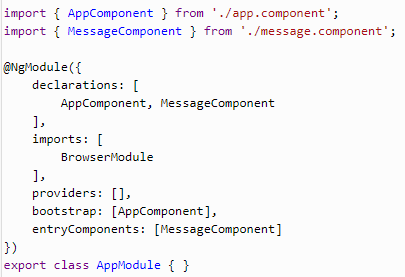 import { AppComponent } from './app.component';
import { MessageComponent } from './message.component';
@NgModule({
declarations: [
AppComponent, MessageComponent
],
imports: [
BrowserModule
],
providers: [],
bootstrap: [AppComponent],
entryComponents: [MessageComponent]
})
export class AppModule { }